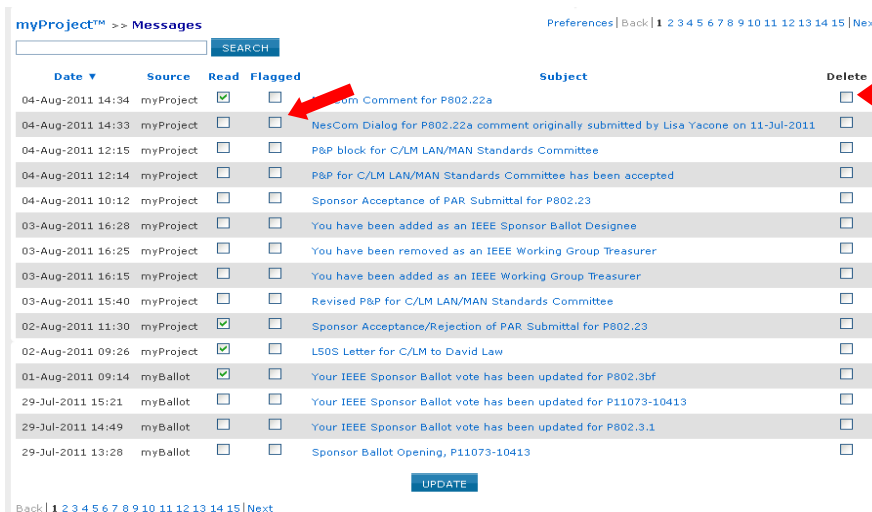 myProject™ >> Messages
Preferences | Back | 1 2 3 4 5 6 7 8 9 10 11 12 13 14 15 |
SEARCH
Date ▼ Source Read Flagged Subject Delete
04-Aug-2011 14:34 myProject Comment for P802.22a
04-Aug-2011 14:33 myProject NesCom Dialog for P802.22a comment originally submitted by Lisa Yacone on 11-Jul-2011
04-Aug-2011 12:15 myProject P&P block for C/LM LAN/MAN Standards Committee
04-Aug-2011 12:14 myProject P&P for C/LM LAN/MAN Standards Committee has been accepted
04-Aug-2011 10:12 myProject Sponsor Acceptance of PAR Submittal for P802.23
03-Aug-2011 16:28 myProject You have been added as an IEEE Sponsor Ballot Designee
03-Aug-2011 16:25 myProject You have been removed as an IEEE Working Group Treasurer
03-Aug-2011 16:15 myProject You have been added as an IEEE Working Group Treasurer
03-Aug-2011 15:40 myProject Revised P&P for C/LM LAN/MAN Standards Committee
02-Aug-2011 11:30 myProject Sponsor Acceptance/Rejection of PAR Submittal for P802.23
02-Aug-2011 09:26 myProject L50S Letter for C/LM to David Law
01-Aug-2011 09:14 myBallot Your IEEE Sponsor Ballot vote has been updated for P802.3bf
29-Jul-2011 15:21 myBallot Your IEEE Sponsor Ballot vote has been updated for P11073-10413
29-Jul-2011 14:49 myBallot Your IEEE Sponsor Ballot vote has been updated for P802.3.1
29-Jul-2011 13:28 myBallot Sponsor Ballot Opening, P11073-10413
UPDATE
Back | 1 2 3 4 5 6 7 8 9 10 11 12 13 14 15 | Next